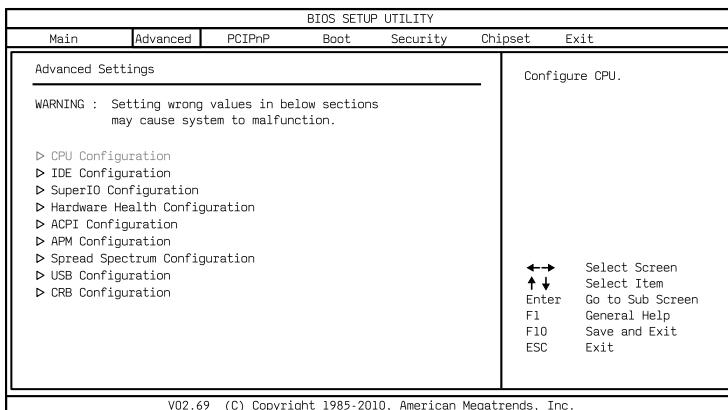 BIOS SETUP UTILITY
Main Advanced PCIPnP Boot Security Chipset Exit
Advanced Settings
WARNING : Setting wrong values in below sections
may cause system to malfunction.
▷ CPU Configuration
▷ IDE Configuration
▷ SuperIO Configuration
▷ Hardware Health Configuration
▷ ACPI Configuration
▷ APM Configuration
▷ Spread Spectrum Configuration
▷ USB Configuration
▷ CRB Configuration
Configure CPU.
←→ Select Screen
↑↓ Select Item
Enter Go to Sub Screen
F1 General Help
F10 Save and Exit
ESC Exit
V02.69 (C) Copyright 1985-2010, American Megatrends, Inc.